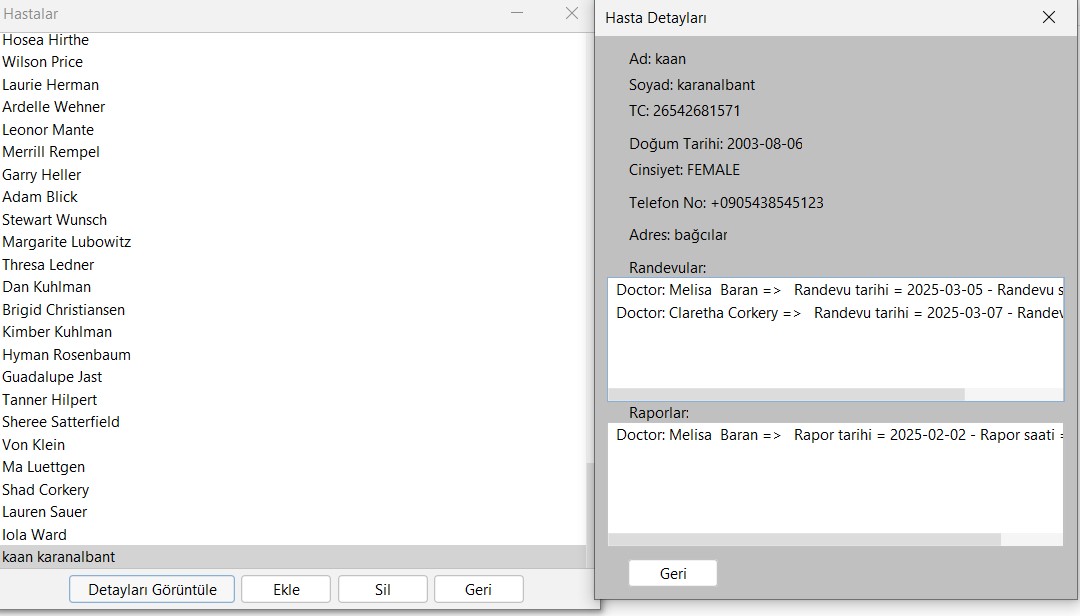 Hastalar
Hosea Hirthe
Wilson Price
Laurie Herman
Ardelle Wehner
Leonor Mante
Merrill Rempel
Garry Heller
Adam Blick
Stewart Wunsch
Margarite Lubowitz
Thresa Ledner
Dan Kuhlman
Brigid Christiansen
Kimber Kuhlman
Hyman Rosenbaum
Guadalupe Jast
Tanner Hilpert
Sheree Satterfield
Von Klein
Ma Luettgen
Shad Corkery
Lauren Sauer
Iola Ward
kaan karanalbant
Detayları Görüntüle Ekle Sil Geri
Hasta Detayları
Ad: kaan
Soyad: karanalbant
TC: 26542681571
Doğum Tarihi: 2003-08-06
Cinsiyet: FEMALE
Telefon No: +0905438545123
Adres: bağcılar
Randevular:
Doctor: Melisa  Baran =>   Randevu tarihi = 2025-03-05 - Randevu s
Doctor: Claretha Corkery =>   Randevu tarihi = 2025-03-07 - Randev
Raporlar:
Doctor: Melisa  Baran =>   Rapor tarihi = 2025-02-02 - Rapor saati =
Geri